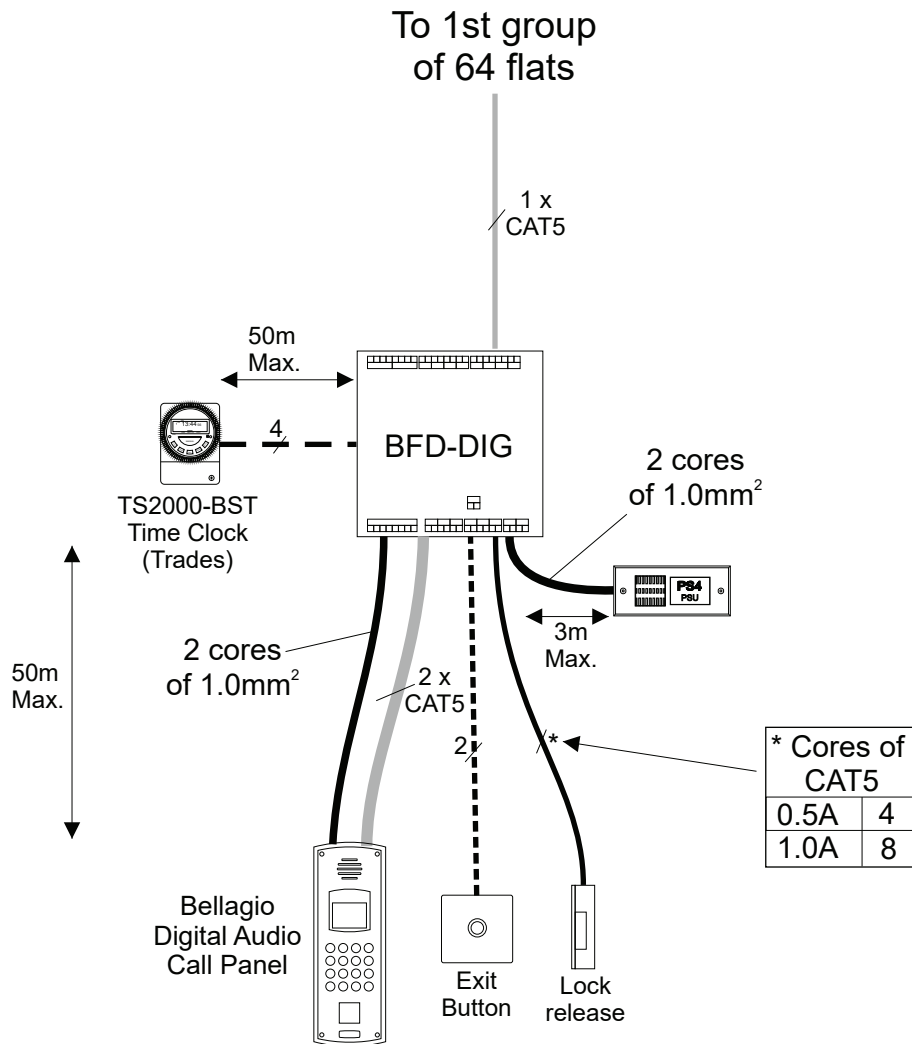 To 1st group
of 64 flats
1 x
CAT5
50m
Max.
13:44
4
BFD-DIG
TS2000-BST
Time Clock
(Trades)
2 cores
of 1.0mm²
PS4
PSU
3m
Max.
50m
Max.
2 cores
of 1.0mm²
2 x
CAT5
2
*
* Cores of
CAT5
0.5A 4
1.0A 8
Bellagio
Digital Audio
Call Panel
Exit
Button
Lock
release